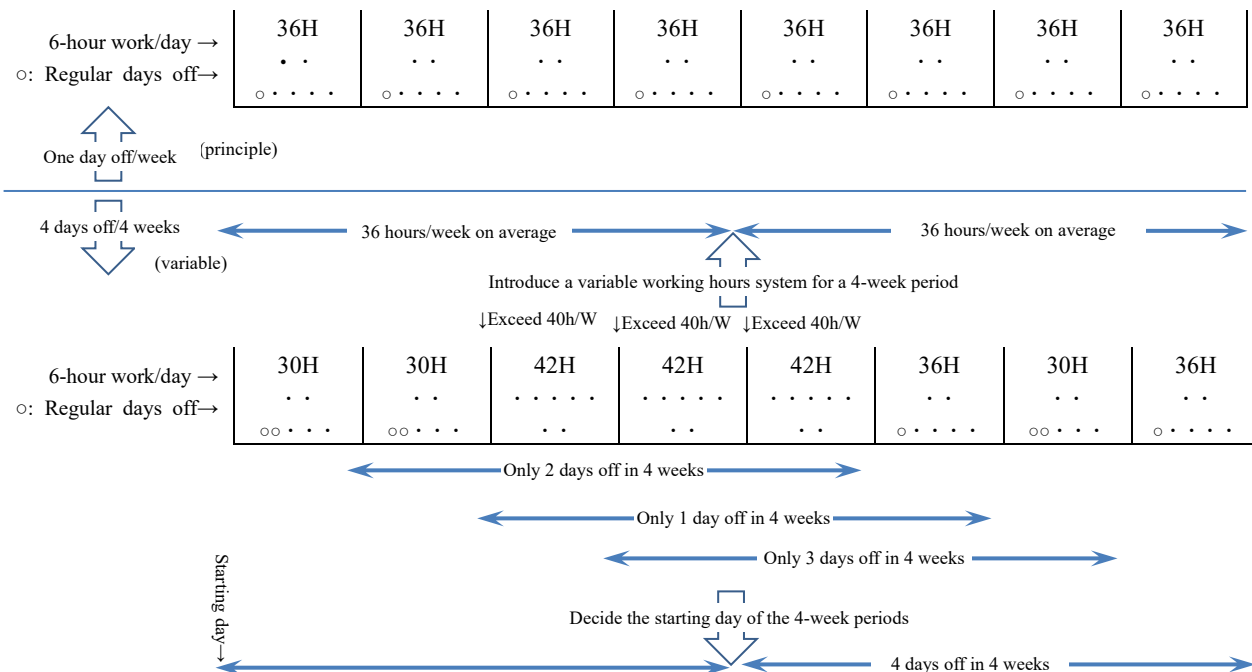 6-hour work/day → 36H 36H 36H 36H 36H 36H 36H 36H
• • • • • • • • • • • • • • • •
○: Regular days off→ ○ • • • • ○ • • • • ○ • • • • ○ • • • • ○ • • • • ○ • • • • ○ • • • • ○ • • • •
One day off/week (principle)
4 days off/4 weeks
(variable)
36 hours/week on average 36 hours/week on average
Introduce a variable working hours system for a 4-week period
↓Exceed 40h/W ↓Exceed 40h/W ↓Exceed 40h/W
6-hour work/day → 30H 30H 42H 42H 42H 36H 30H 36H
• • • • • • • • • • • • • • • • • • • • • • • • •
○: Regular days off→ ○○ • • • ○○ • • • • • • • • • ○ • • • • ○○ • • • ○ • • • •
Only 2 days off in 4 weeks
Only 1 day off in 4 weeks
Only 3 days off in 4 weeks
Starting day→
Decide the starting day of the 4-week periods
4 days off in 4 weeks